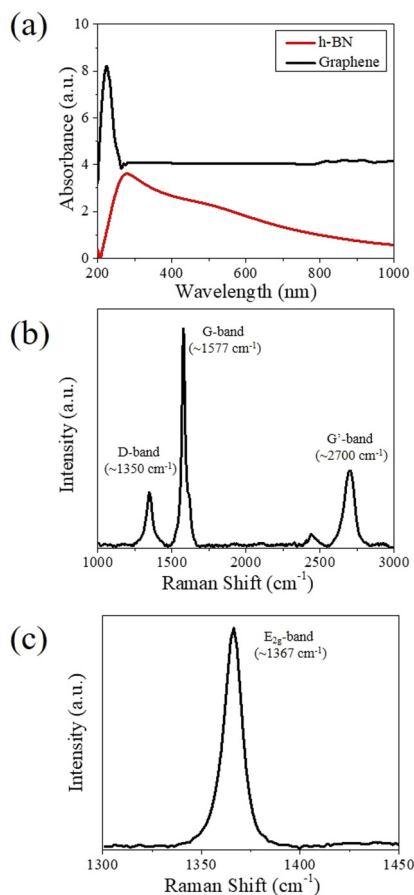 (a)
h-BN
Graphene
10
8
6
4
2
0
Absorbance (a.u.)
200
400
600
800
1000
Wavelength (nm)
(b)
G-band
(~1577 cm⁻¹)
D-band
(~1350 cm⁻¹)
G’-band
(~2700 cm⁻¹)
Intensity (a.u.)
1000
1500
2000
2500
3000
Raman Shift (cm⁻¹)
(c)
E₂g-band
(~1367 cm⁻¹)
Intensity (a.u.)
1300
1350
1400
1450
Raman Shift (cm⁻¹)